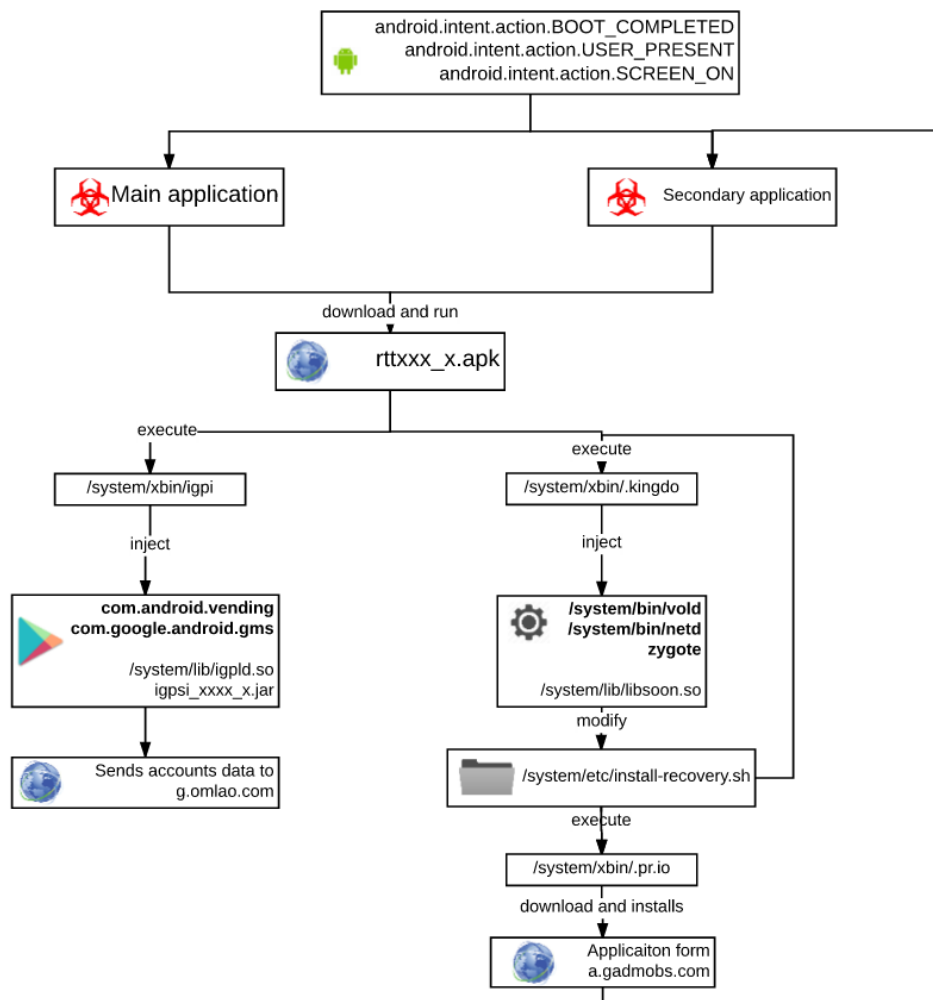 android.intent.action.BOOT_COMPLETED
android.intent.action.USER_PRESENT
android.intent.action.SCREEN_ON
Main application
Secondary application
download and run
rttxxx_x.apk
execute
execute
/system/xbin/igpi
/system/xbin/.kingdo
inject
inject
com.android.vending
com.google.android.gms
/system/lib/igpld.so
igpsi_xxxx_x.jar
/system/bin/vold
/system/bin/netd
zygote
/system/lib/libsoon.so
modify
Sends accounts data to
g.omlao.com
/system/etc/install-recovery.sh
execute
/system/xbin/.pr.io
download and installs
Applicaiton form
a.gadmobs.com